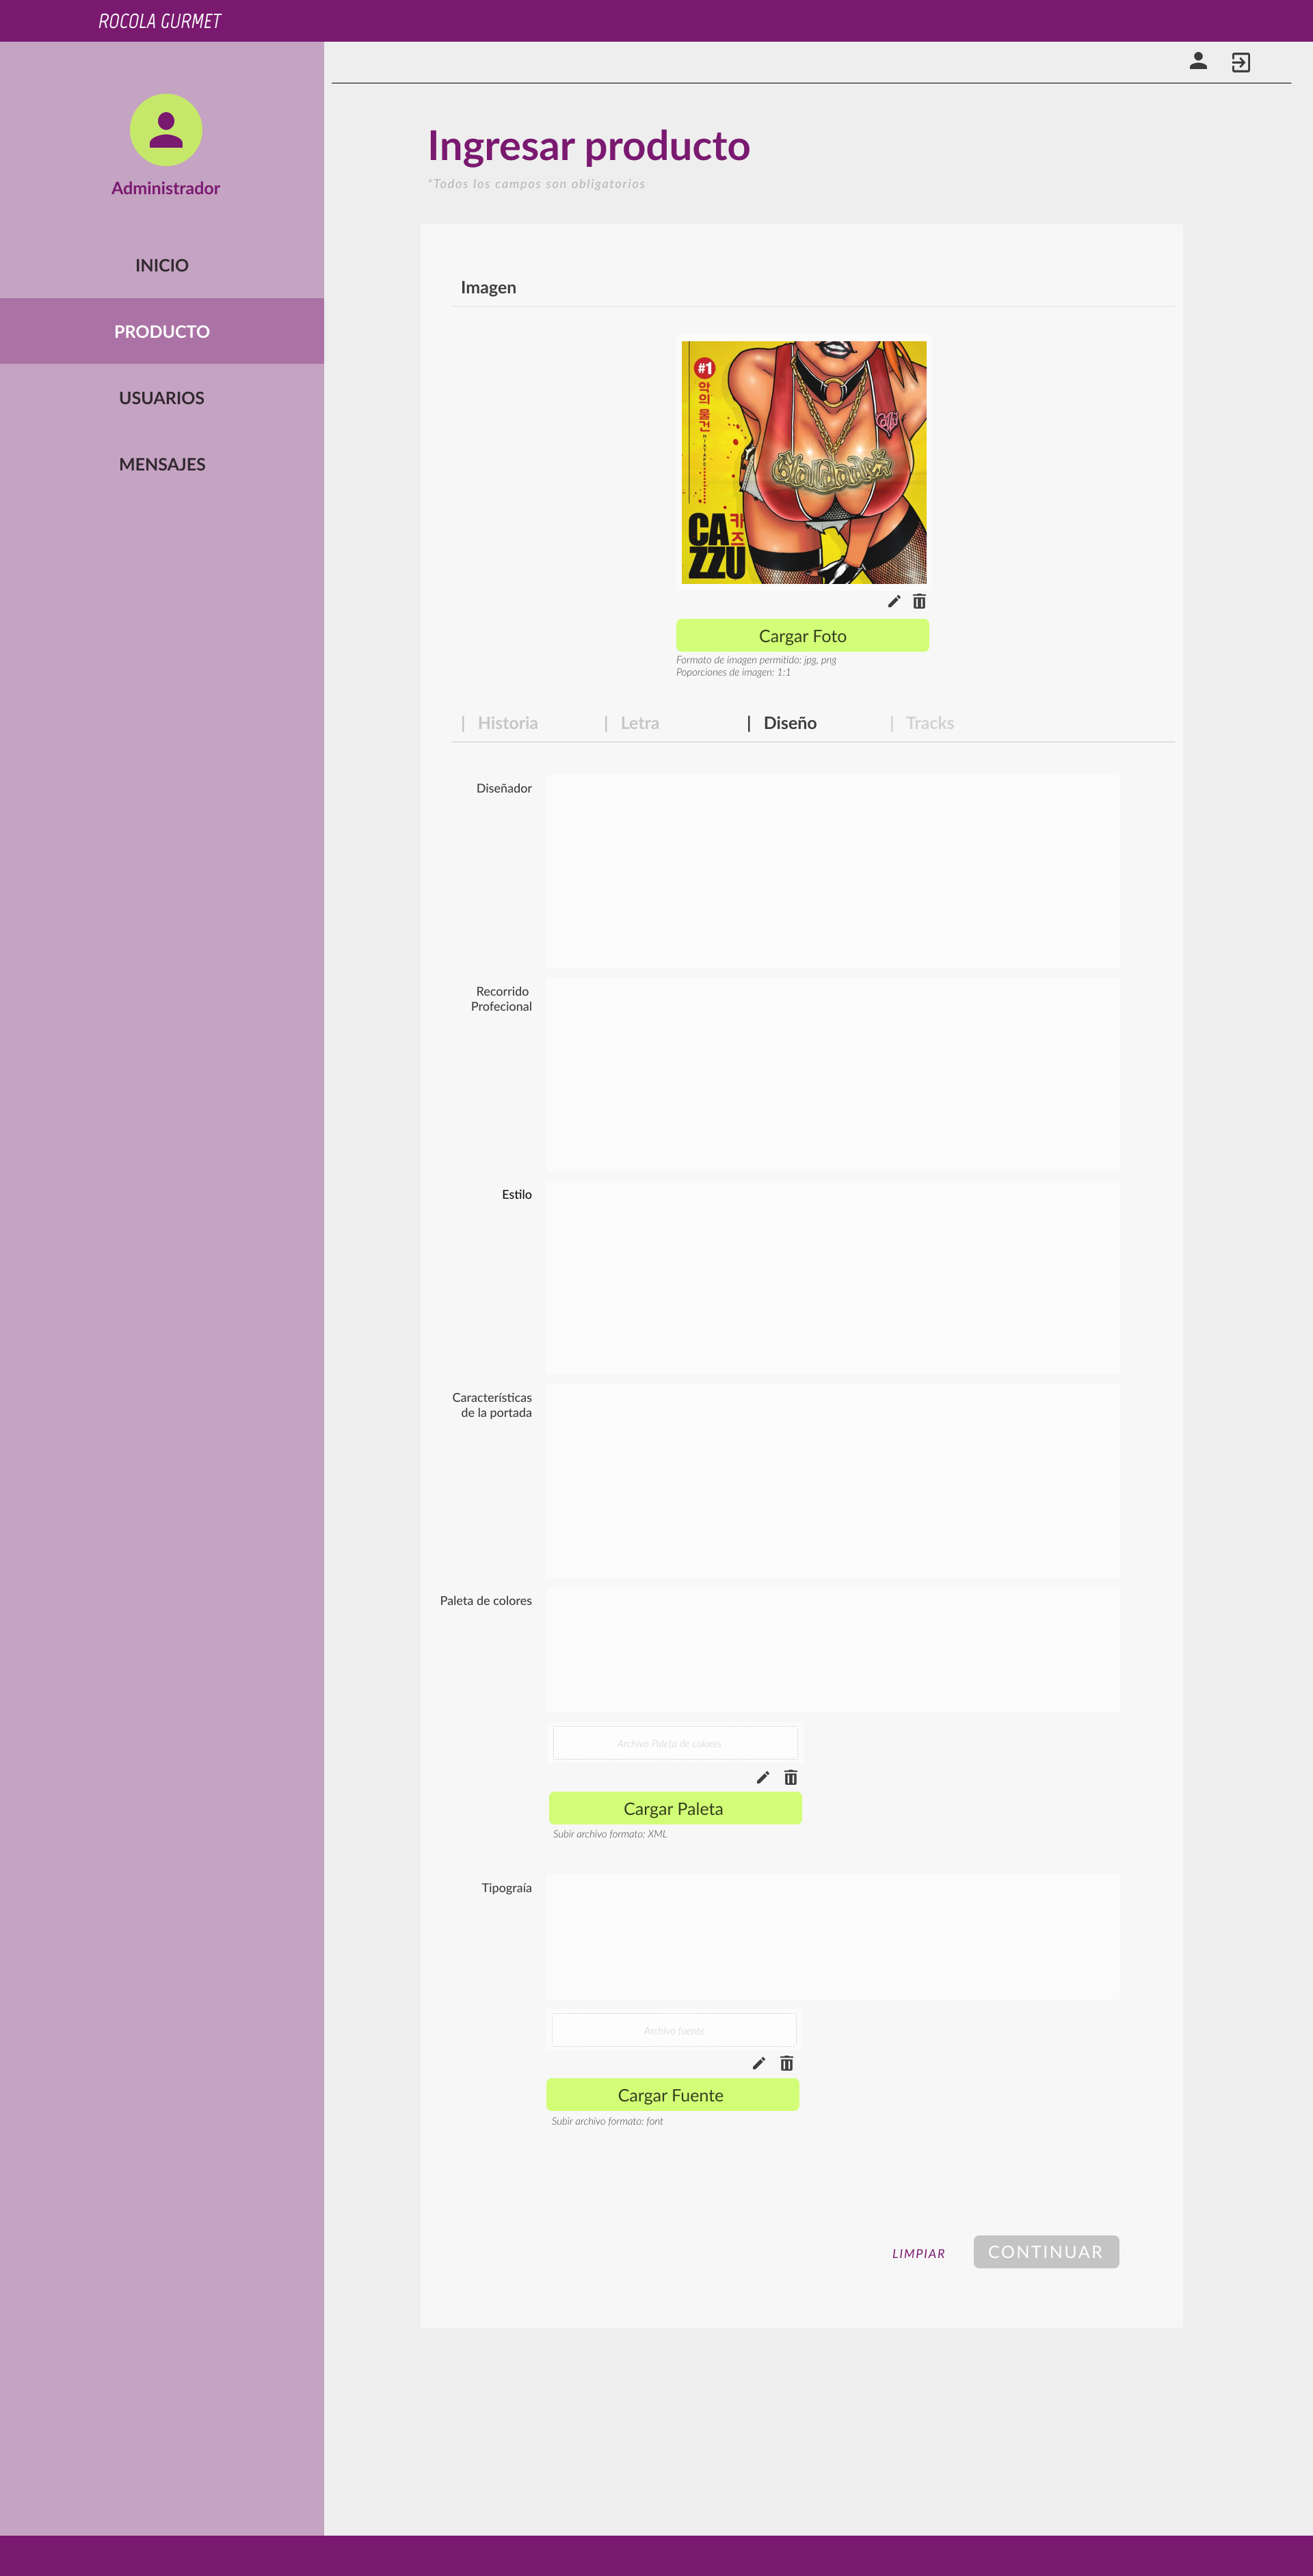 ROCOLA GURMET
Administrador
INICIO
PRODUCTO
USUARIOS
MENSAJES
Ingresar producto
*Todos los campos son obligatorios
Imagen
#1
악의 물건
MIXTAPE
CAZZU
카즈
Cargar Foto
Formato de imagen permitido: jpg, png
Poporciones de imagen: 1:1
| Historia | Letra | Diseño | Tracks
Diseñador
Recorrido
Profecional
Estilo
Características
de la portada
Paleta de colores
Archivo Paleta de colores
Cargar Paleta
Subir archivo formato: XML
Tipograía
Archivo fuente
Cargar Fuente
Subir archivo formato: font
LIMPIAR
CONTINUAR